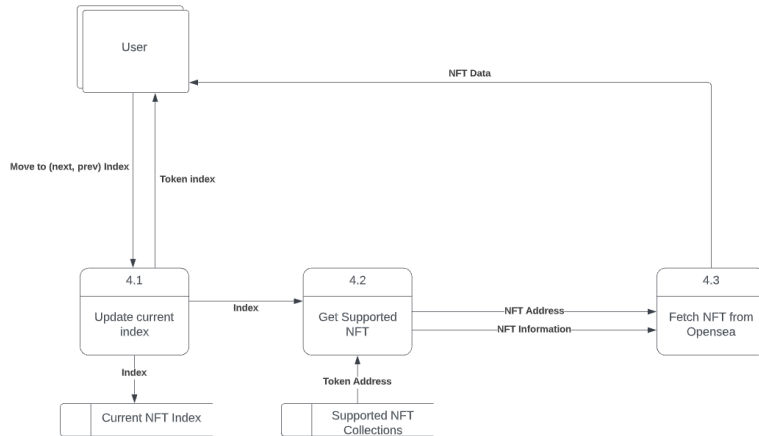 User
NFT Data
Move to (next, prev) Index
Token index
4.1
Update current
index
Index
4.2
Get Supported
NFT
NFT Address
NFT Information
4.3
Fetch NFT from
Opensea
Index
Current NFT Index
Token Address
Supported NFT
Collections